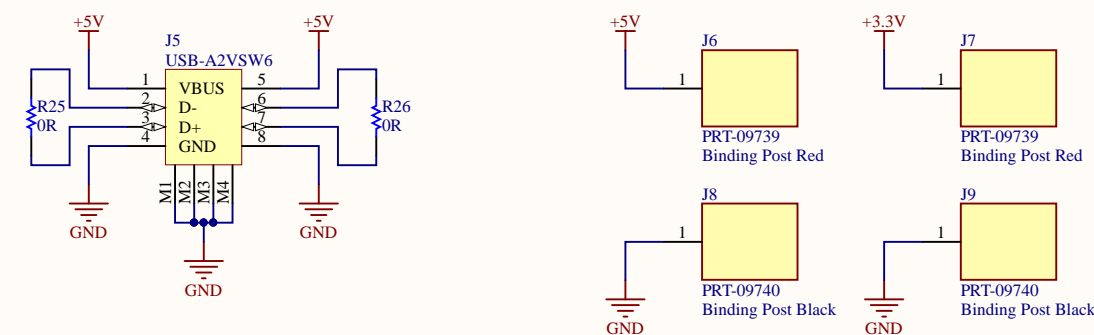 +5V
+5V
J5
USB-A2VSW6
1
VBUS
5
2
D-
6
3
D+
7
4
GND
8
R25
0R
R26
0R
M1
M2
M3
M4
GND
GND
GND
+5V
J6
1
PRT-09739
Binding Post Red
+3.3V
J7
1
PRT-09739
Binding Post Red
J8
1
PRT-09740
Binding Post Black
GND
J9
1
PRT-09740
Binding Post Black
GND